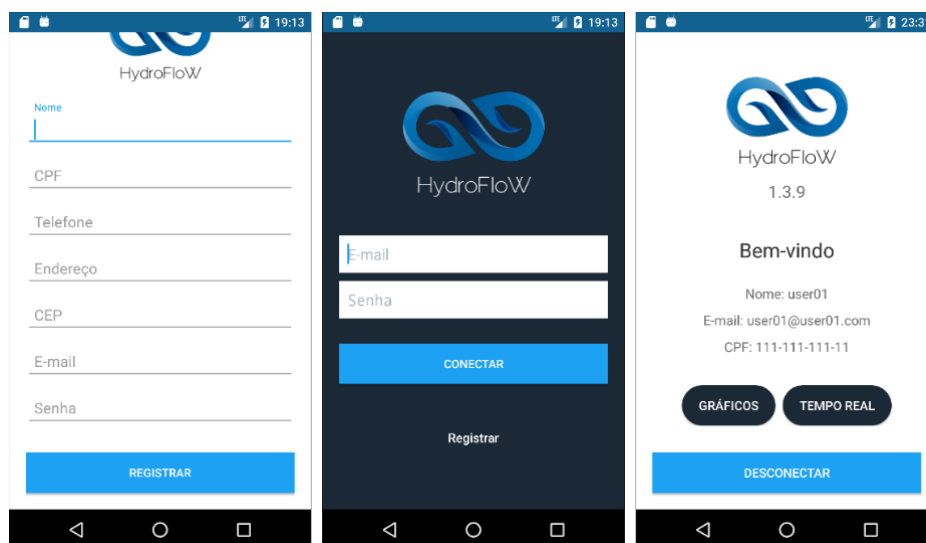 19:13
HydroFloW
Nome
CPF
Telefone
Endereço
CEP
E-mail
Senha
REGISTRAR
19:13
HydroFloW
E-mail
Senha
CONECTAR
Registrar
HydroFloW
1.3.9
Bem-vindo
Nome: user01
E-mail: user01@user01.com
CPF: 111-111-111-11
GRÁFICOS TEMPO REAL
DESCONECTAR